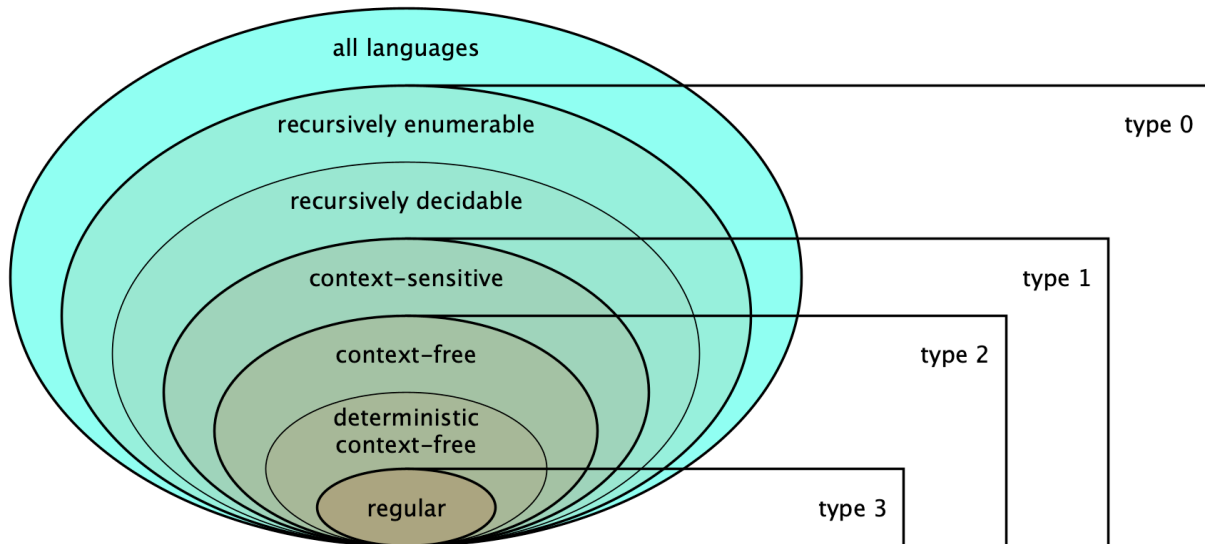 all languages
recursively enumerable
type 0
recursively decidable
context-sensitive
type 1
context-free
type 2
deterministic
context-free
regular
type 3